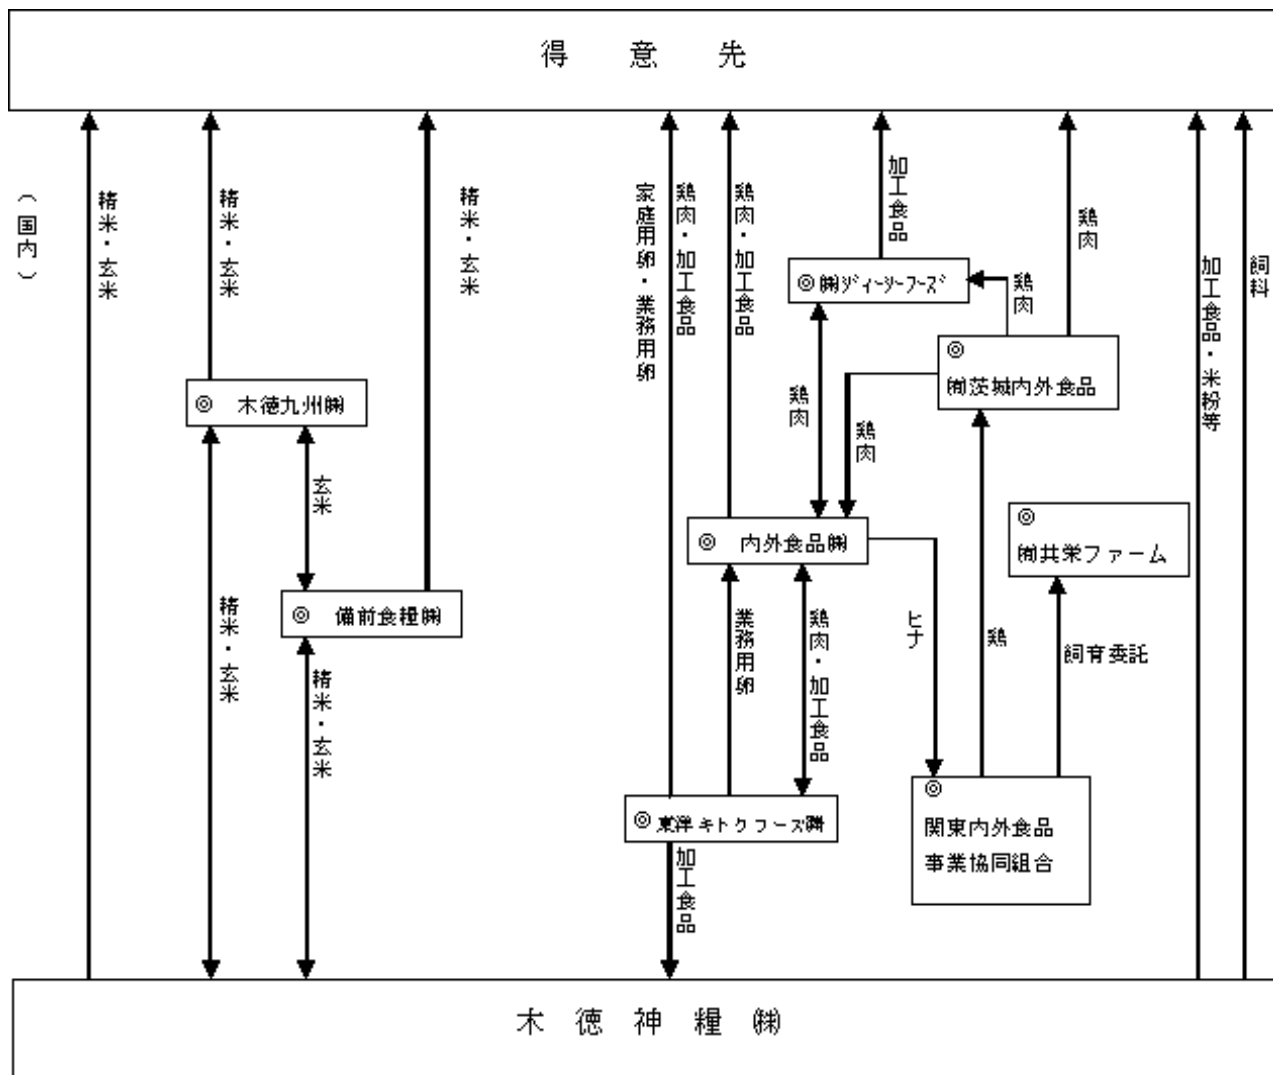 得意先
(国内)
精米・玄米
精米・玄米
精米・玄米
家庭用卵・業務用卵
鶏肉・加工食品
鶏肉・加工食品
加工食品
鶏肉
加工食品・米粉等
飼料
◎ ㈱ジィーシーフーズ
鶏肉
◎
㈲茨城内外食品
◎ 木徳九州㈱
鶏肉
鶏肉
玄米
◎ 内外食品㈱
◎
㈲共栄ファーム
◎ 備前食糧㈱
精米・玄米
精米・玄米
業務用卵
鶏肉・加工食品
ヒナ
鶏
飼育委託
◎東洋キトクフーズ㈱
◎
関東内外食品
事業協同組合
加工食品
木徳神糧㈱